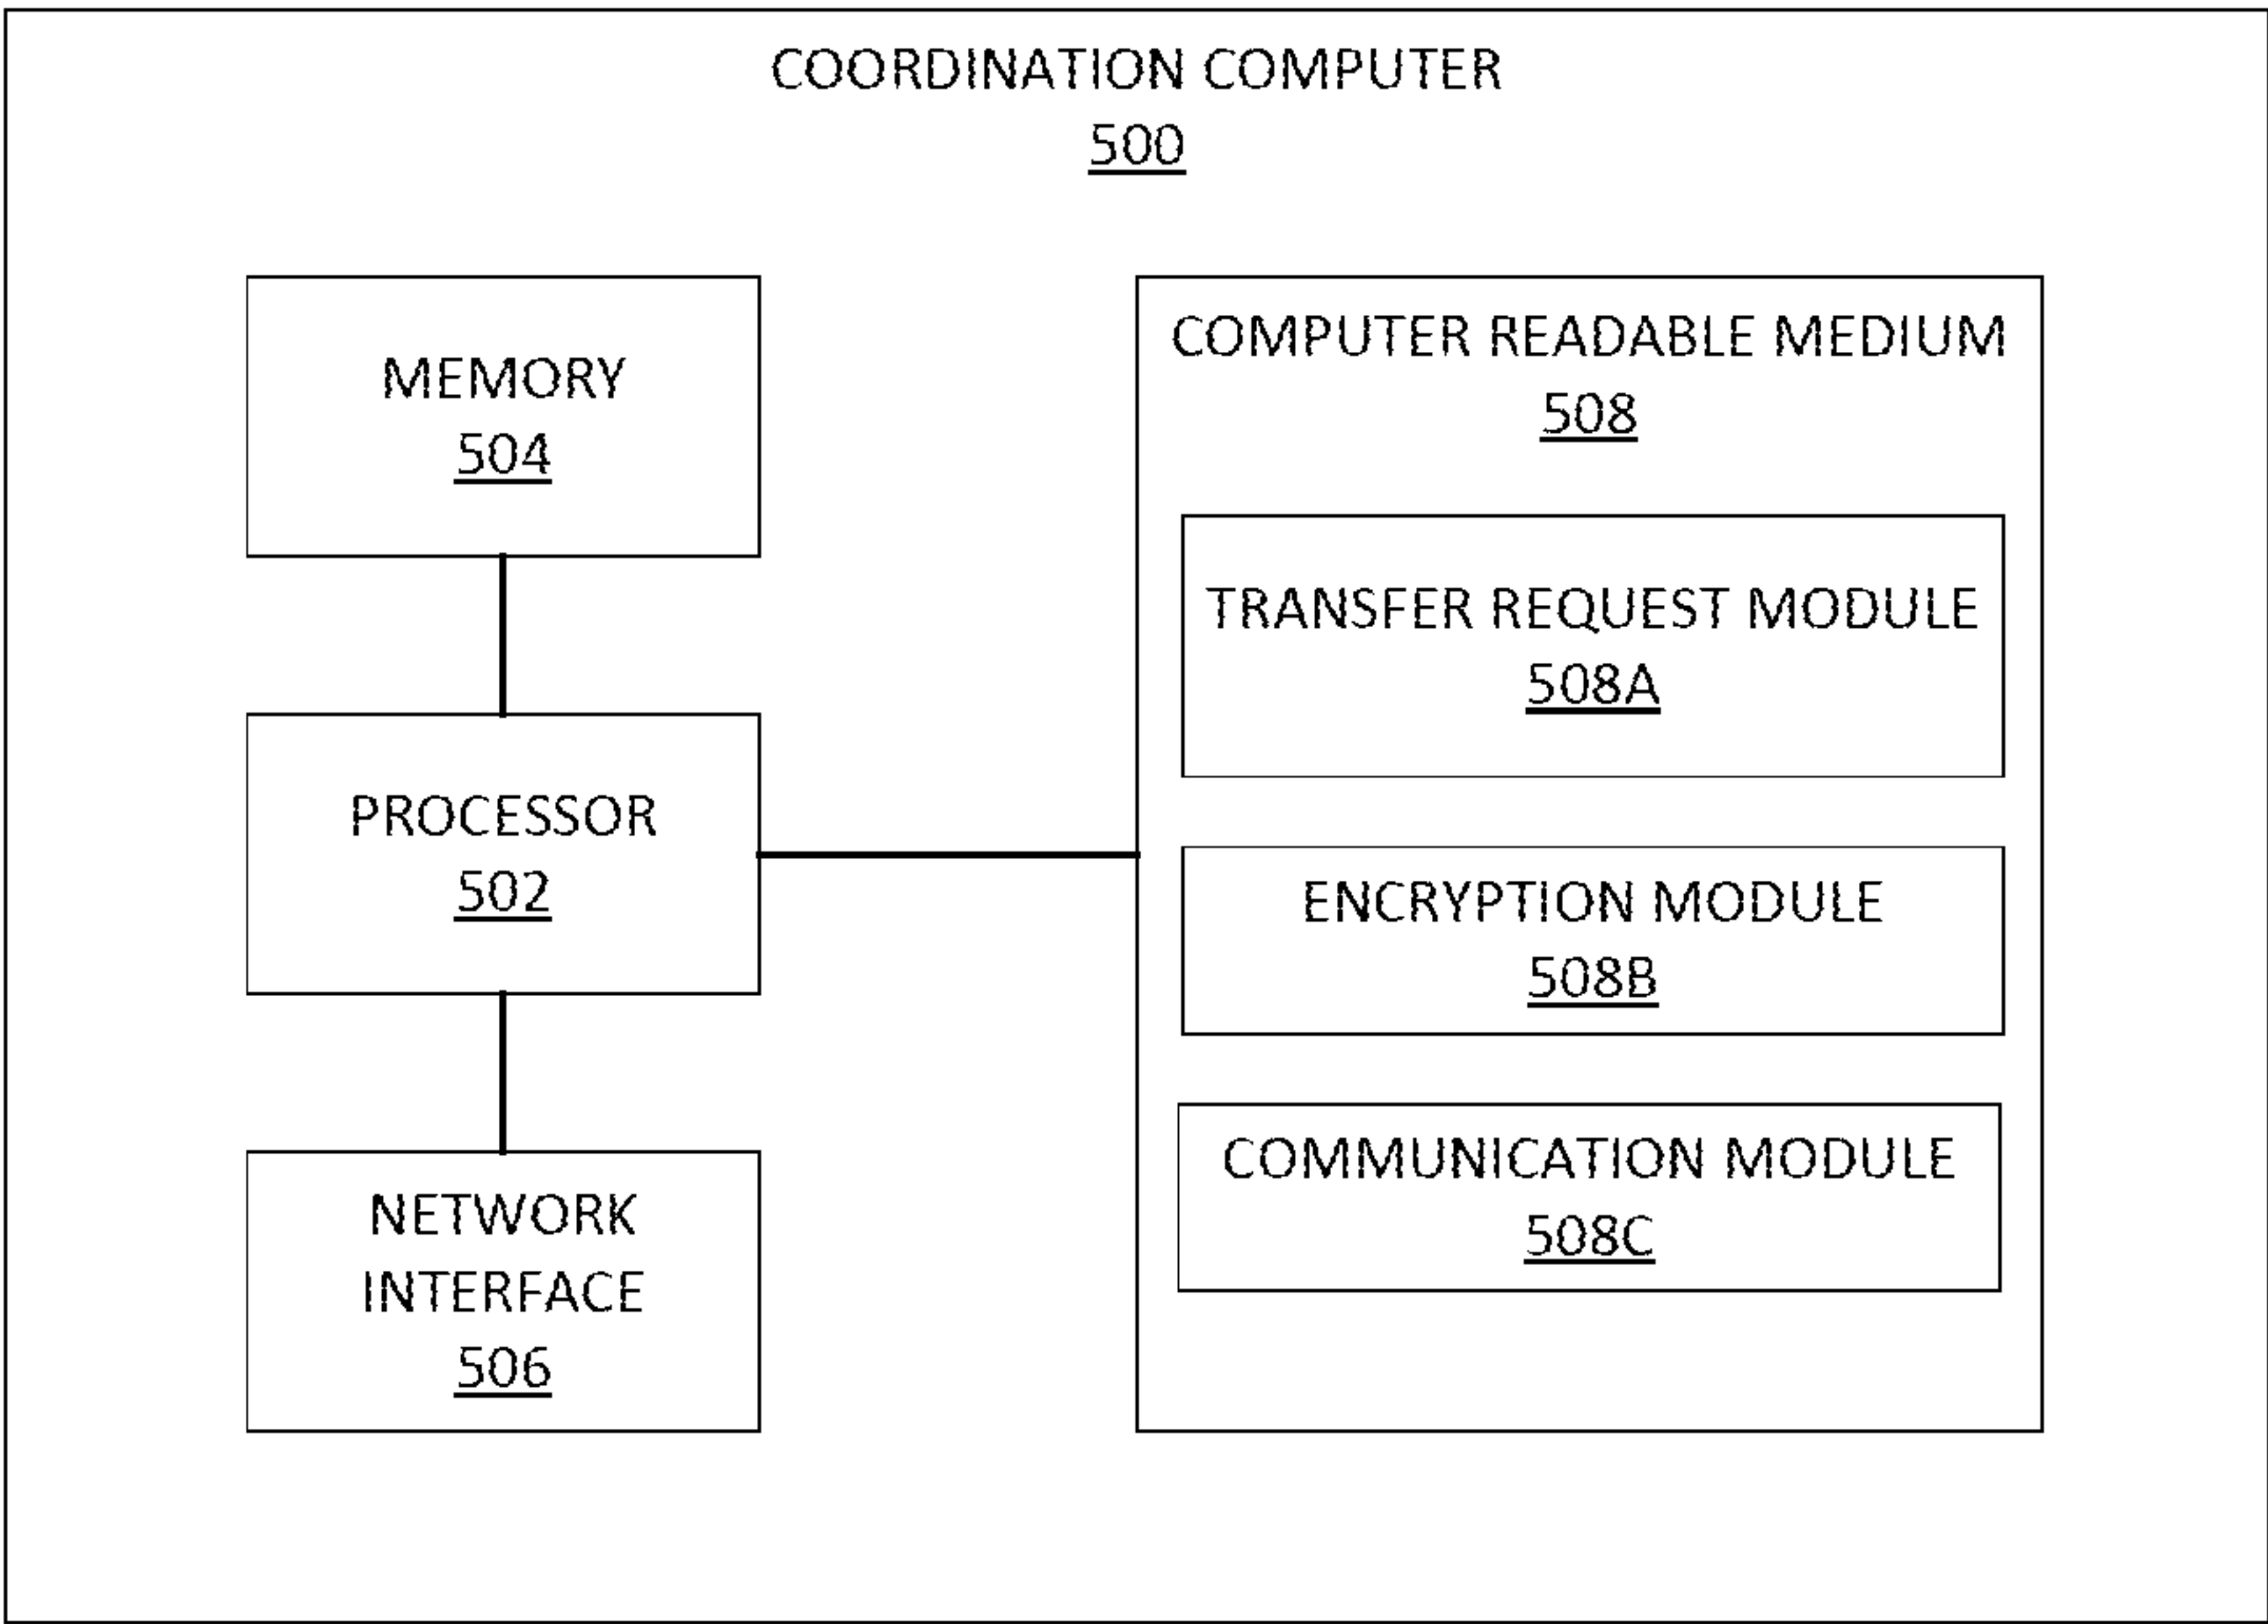 COORDINATION COMPUTER
500
MEMORY
504
PROCESSOR
502
NETWORK
INTERFACE
506
COMPUTER READABLE MEDIUM
508
TRANSFER REQUEST MODULE
508A
ENCRYPTION MODULE
508B
COMMUNICATION MODULE
508C